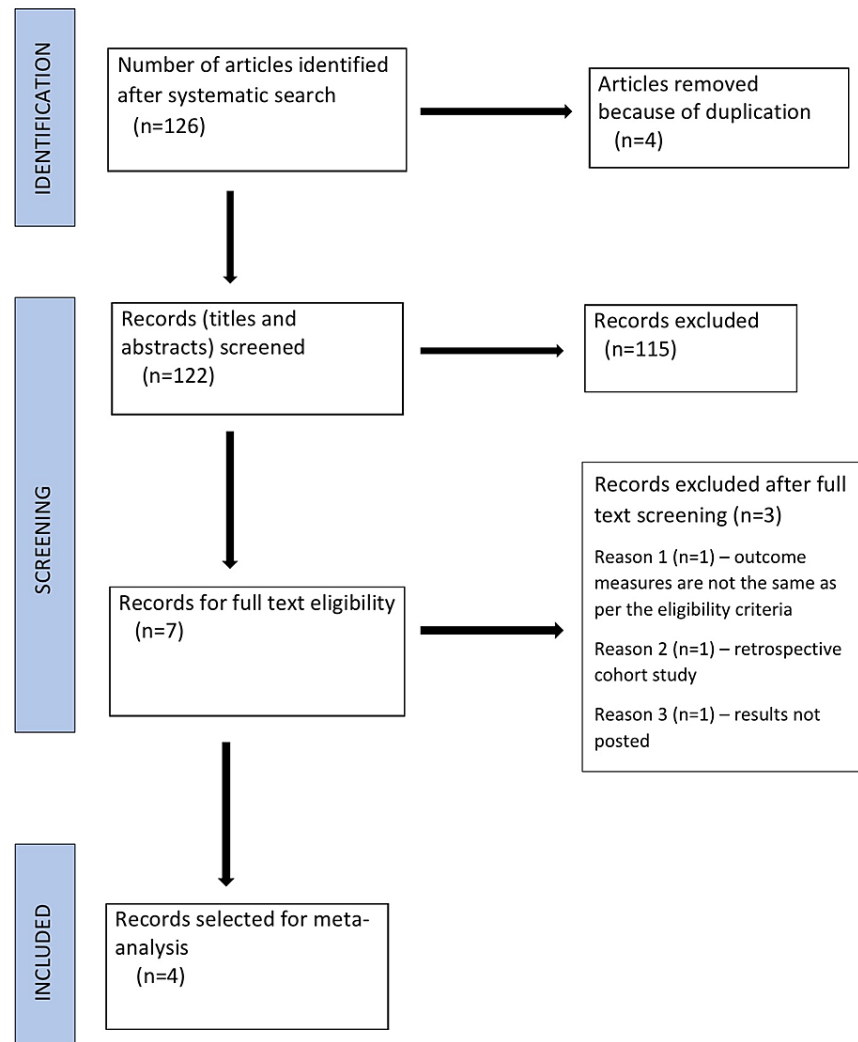 IDENTIFICATION
Number of articles identified
after systematic search
(n=126)
Articles removed
because of duplication
(n=4)
SCREENING
Records (titles and
abstracts) screened
(n=122)
Records excluded
(n=115)
Records for full text eligibility
(n=7)
Records excluded after full
text screening (n=3)
Reason 1 (n=1) – outcome
measures are not the same as
per the eligibility criteria
Reason 2 (n=1) – retrospective
cohort study
Reason 3 (n=1) – results not
posted
INCLUDED
Records selected for meta-
analysis
(n=4)